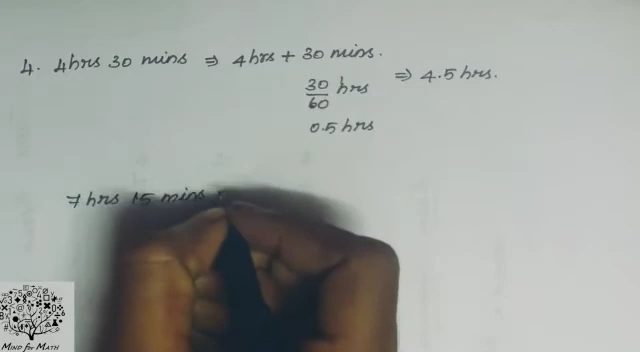 4. 4hrs 30 mins ⇒ 4hrs + 30 mins.
30/60 hrs ⇒ 4.5 hrs.
0.5 hrs
7 hrs 15 mins
MIND for MATH